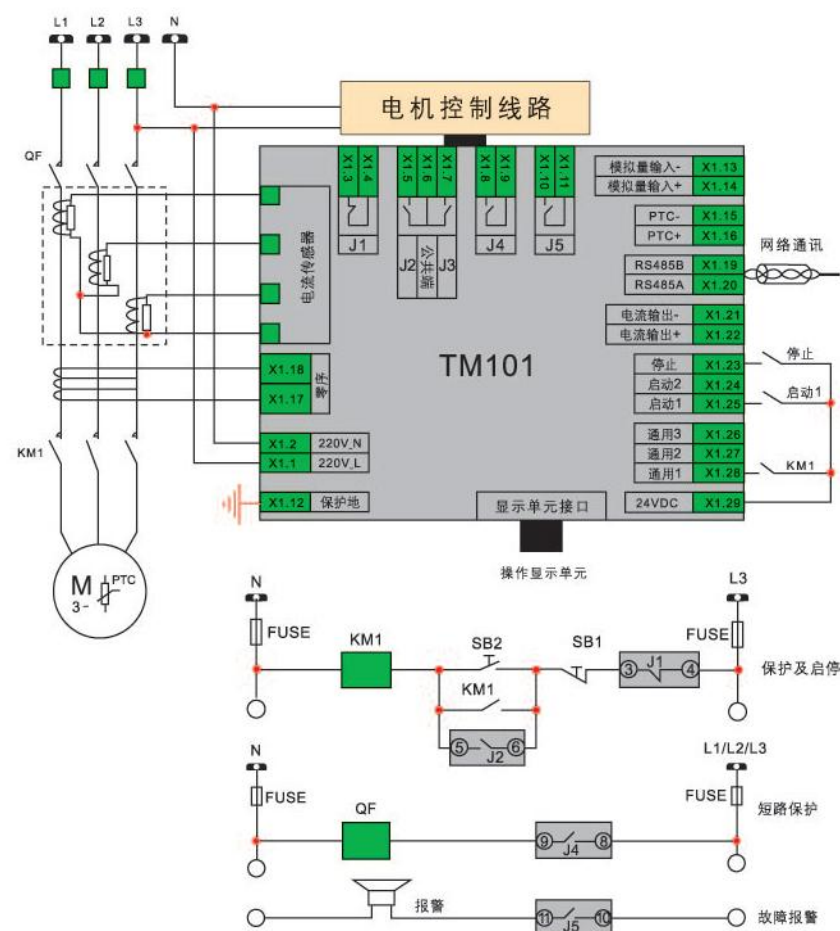 L1 L2 L3 N
电机控制线路
QF
X1.3 X1.4 X1.5 X1.6 X1.7 X1.8 X1.9 X1.10 X1.11
J1 J2 公共端 J3 J4 J5
电流传感器
模拟量输入- X1.13
模拟量输入+ X1.14
PTC- X1.15
PTC+ X1.16
网络通讯
RS485B X1.19
RS485A X1.20
电流输出- X1.21
电流输出+ X1.22
TM101
X1.18
X1.17
零序
停止 X1.23 停止
启动2 X1.24
启动1 X1.25 启动1
KM1
X1.2 220V_N
X1.1 220V_L
通用3 X1.26
通用2 X1.27
通用1 X1.28 KM1
X1.12 保护地
显示单元接口
24VDC X1.29
操作显示单元
M
3~
PTC
N L3
FUSE KM1 SB2 SB1 FUSE
③ J1 ④
保护及启停
KM1
⑤ J2 ⑥
N L1/L2/L3
FUSE QF FUSE
短路保护
⑨ J4 ⑧
报警
⑪ J5 ⑩
故障报警